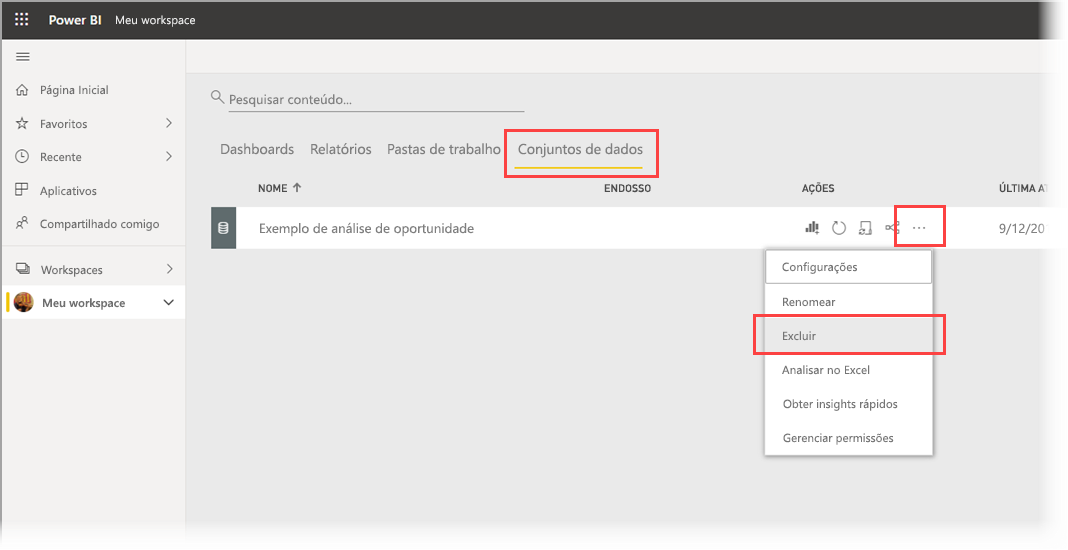 Power BI Meu workspace
Página Inicial
Favoritos
Recente
Aplicativos
Compartilhado comigo
Workspaces
Meu workspace
Pesquisar conteúdo...
Dashboards Relatórios Pastas de trabalho Conjuntos de dados
NOME ENDOSSO AÇÕES ÚLTIMA
Exemplo de análise de oportunidade 9/12/20
Configurações
Renomear
Excluir
Analisar no Excel
Obter insights rápidos
Gerenciar permissões